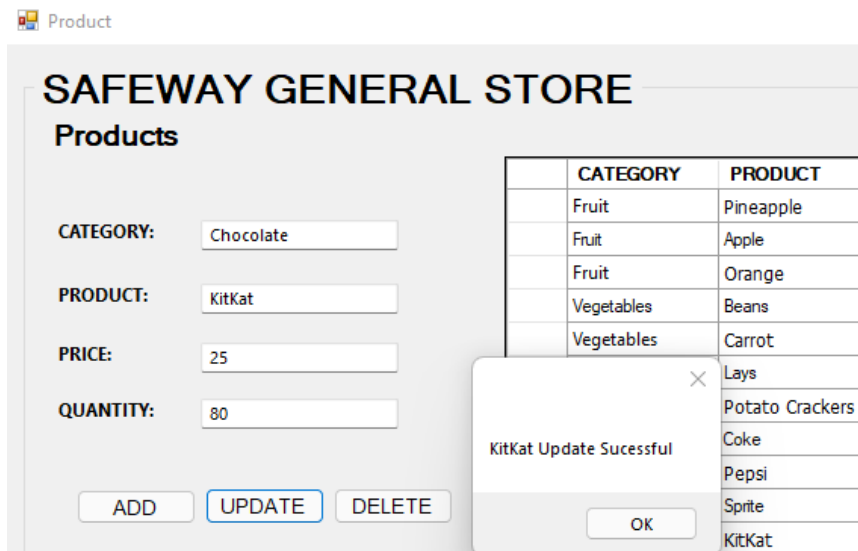 Product
SAFEWAY GENERAL STORE
Products
CATEGORY: Chocolate
PRODUCT: KitKat
PRICE: 25
QUANTITY: 80
ADD UPDATE DELETE
CATEGORY PRODUCT
Fruit Pineapple
Fruit Apple
Fruit Orange
Vegetables Beans
Vegetables Carrot
Lays
Potato Crackers
Coke
Pepsi
Sprite
KitKat
KitKat Update Sucessful
OK